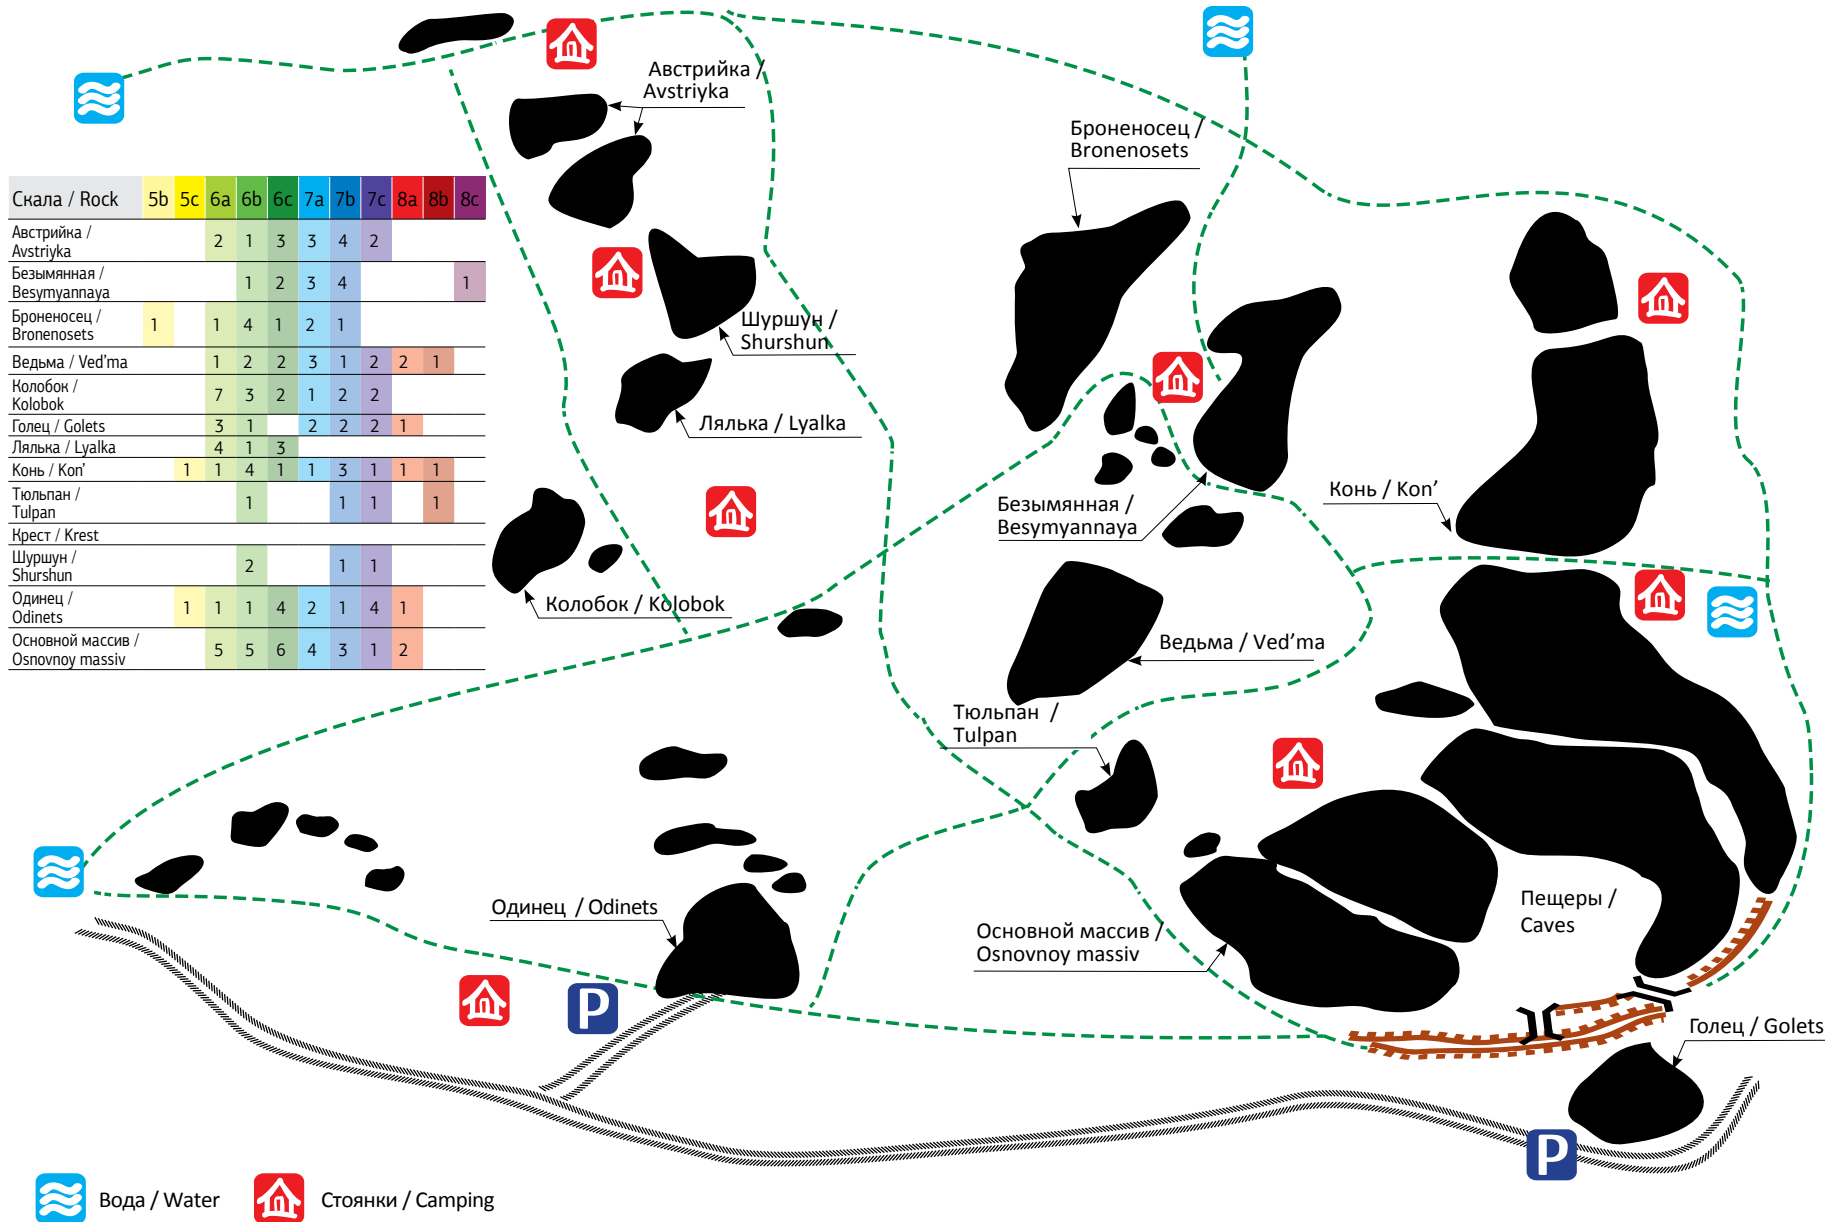 Австрийка /
Avstriyka
Броненосец /
Bronenosets
Скала / Rock 5b 5c 6a 6b 6c 7a 7b 7c 8a 8b 8c
Австрийка /
Avstriyka
2 1 3 3 4 2
Безымянная /
Besymyannaya
1 2 3 4 1
Броненосец /
Bronenosets
1 1 4 1 2 1
Ведьма / Ved'ma 1 2 2 3 1 2 2 1
Колобок /
Kolobok
7 3 2 1 2 2
Голец / Golets 3 1 2 2 2 1
Лялька / Lyalka 4 1 3
Конь / Kon' 1 1 4 1 1 3 1 1 1
Тюльпан /
Tulpan
1 1 1 1
Крест / Krest
Шуршун /
Shurshun
2 1 1
Одинец /
Odinets
1 1 1 4 2 1 4 1
Основной массив /
Osnovnoy massiv
5 5 6 4 3 1 2
Шуршун /
Shurshun
Лялька / Lyalka
Конь / Kon'
Безымянная /
Besymyannaya
Колобок / Kolobok
Ведьма / Ved'ma
Тюльпан /
Tulpan
Одинец / Odinets
Основной массив /
Osnovnoy massiv
Пещеры /
Caves
P
Голец / Golets
P
Вода / Water
Стоянки / Camping